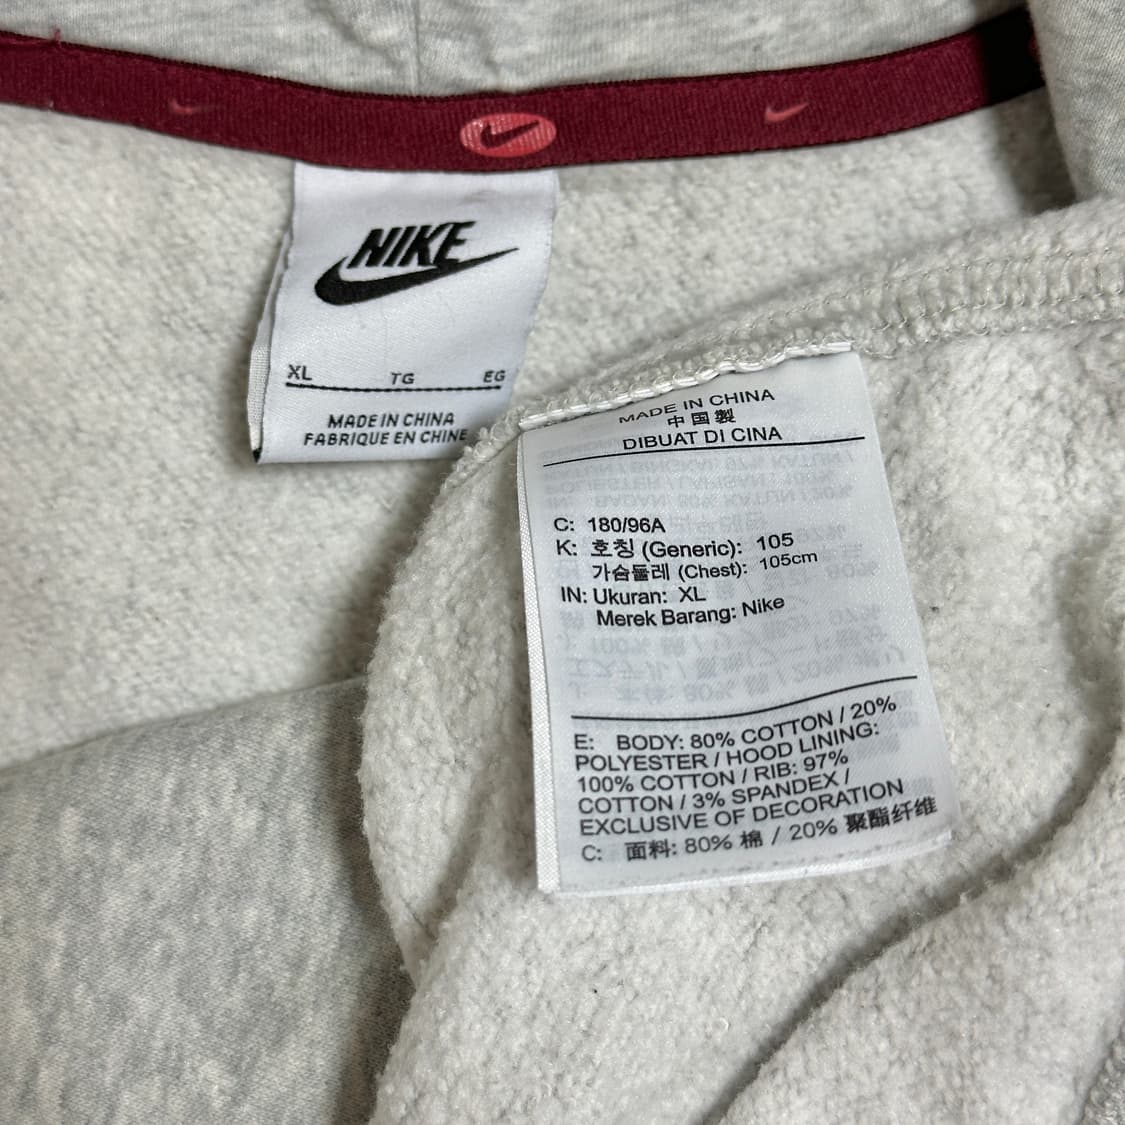 NIKE
XL TG EG
MADE IN CHINA
FABRIQUE EN CHINE
MADE IN CHINA
中国製
DIBUAT DI CINA
C: 180/96A
K: 호칭 (Generic): 105
가슴둘레 (Chest): 105cm
IN: Ukuran: XL
Merek Barang: Nike
E: BODY: 80% COTTON / 20%
POLYESTER / HOOD LINING:
100% COTTON / RIB: 97%
COTTON / 3% SPANDEX /
EXCLUSIVE OF DECORATION
C: 面料: 80% 棉 / 20% 聚酯纤维